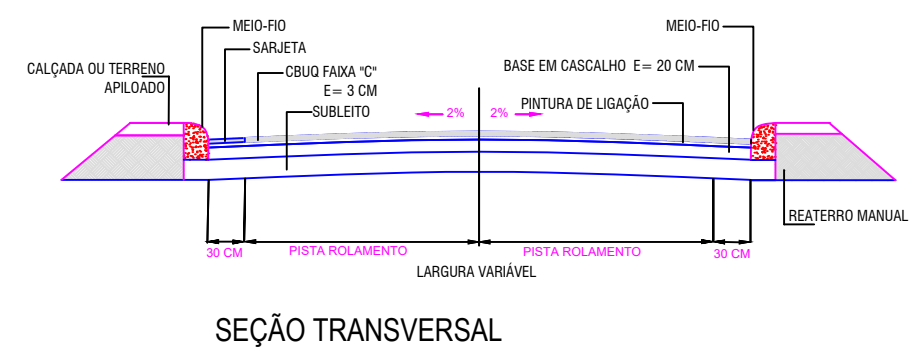 MEIO-FIO
MEIO-FIO
SARJETA
CALÇADA OU TERRENO
APILOADO
CBUQ FAIXA "C"
E= 3 CM
BASE EM CASCALHO E= 20 CM
SUBLEITO
2%
2%
PINTURA DE LIGAÇÃO
REATERRO MANUAL
30 CM
PISTA ROLAMENTO
PISTA ROLAMENTO
30 CM
LARGURA VARIÁVEL
SEÇÃO TRANSVERSAL